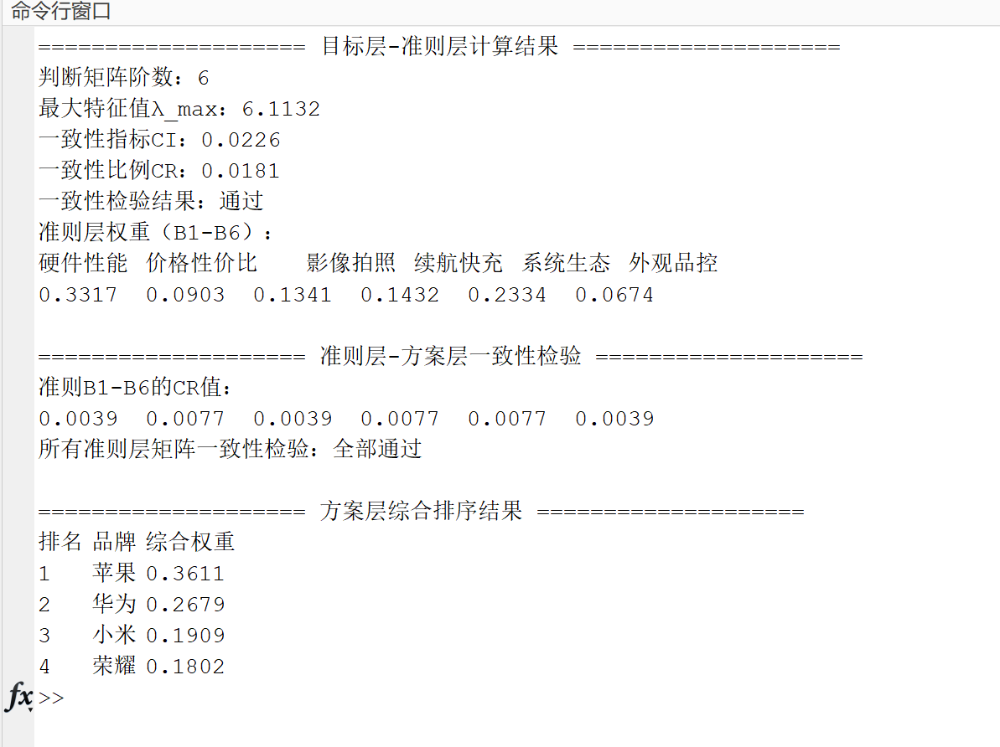 命令行窗口
==================== 目标层-准则层计算结果 ====================
判断矩阵阶数：6
最大特征值λ_max：6.1132
一致性指标CI：0.0226
一致性比例CR：0.0181
一致性检验结果：通过
准则层权重（B1-B6）：
硬件性能 价格性价比 影像拍照 续航快充 系统生态 外观品控
0.3317 0.0903 0.1341 0.1432 0.2334 0.0674
==================== 准则层-方案层一致性检验 ====================
准则B1-B6的CR值：
0.0039 0.0077 0.0039 0.0077 0.0077 0.0039
所有准则层矩阵一致性检验：全部通过
==================== 方案层综合排序结果 ====================
排名 品牌 综合权重
1 苹果 0.3611
2 华为 0.2679
3 小米 0.1909
4 荣耀 0.1802
fx >>